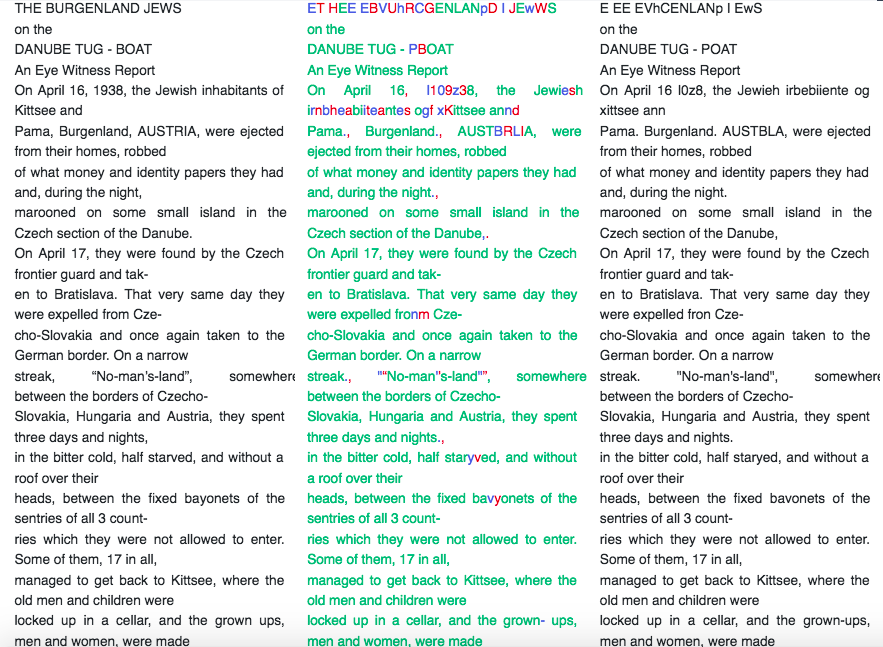 THE BURGENLAND JEWS
on the
DANUBE TUG - BOAT
An Eye Witness Report
On April 16, 1938, the Jewish inhabitants of
Kittsee and
Pama, Burgenland, AUSTRIA, were ejected
from their homes, robbed
of what money and identity papers they had
and, during the night,
marooned on some small island in the
Czech section of the Danube.
On April 17, they were found by the Czech
frontier guard and tak-
en to Bratislava. That very same day they
were expelled from Cze-
cho-Slovakia and once again taken to the
German border. On a narrow
streak, “No-man's-land”, somewhere
between the borders of Czecho-
Slovakia, Hungaria and Austria, they spent
three days and nights,
in the bitter cold, half starved, and without a
roof over their
heads, between the fixed bayonets of the
sentries of all 3 count-
ries which they were not allowed to enter.
Some of them, 17 in all,
managed to get back to Kittsee, where the
old men and children were
locked up in a cellar, and the grown ups,
men and women, were made
ET HEE EBVUhRCGENLANpD I JEwWS
on the
DANUBE TUG - PBOAT
An Eye Witness Report
On April 16, l109z38, the Jewiesh
irnbheabiiteantes ogf xKittsee annd
Pama., Burgenland., AUSTBRLIA, were
ejected from their homes, robbed
of what money and identity papers they had
and, during the night.,
marooned on some small island in the
Czech section of the Danube,.
On April 17, they were found by the Czech
frontier guard and tak-
en to Bratislava. That very same day they
were expelled fronm Cze-
cho-Slovakia and once again taken to the
German border. On a narrow
streak., "“No-man''s-land"”, somewhere
between the borders of Czecho-
Slovakia, Hungaria and Austria, they spent
three days and nights.,
in the bitter cold, half staryved, and without
a roof over their
heads, between the fixed bavyonets of the
sentries of all 3 count-
ries which they were not allowed to enter.
Some of them, 17 in all,
managed to get back to Kittsee, where the
old men and children were
locked up in a cellar, and the grown- ups,
men and women, were made
E EE EVhCENLANp I EwS
on the
DANUBE TUG - POAT
An Eye Witness Report
On April 16 l0z8, the Jewieh irbebiiente og
xittsee ann
Pama. Burgenland. AUSTBLA, were ejected
from their homes, robbed
of what money and identity papers they had
and, during the night.
marooned on some small island in the
Czech section of the Danube,
On April 17, they were found by the Czech
frontier guard and tak-
en to Bratislava. That very same day they
were expelled fron Cze-
cho-Slovakia and once again taken to the
German border. On a narrow
streak. "No-man's-land", somewhere
between the borders of Czecho-
Slovakia, Hungaria and Austria, they spent
three days and nights.
in the bitter cold, half staryed, and without a
roof over their
heads, between the fixed bavonets of the
sentries of all 3 count-
ries which they were not allowed to enter.
Some of them, 17 in all,
managed to get back to Kittsee, where the
old men and children were
locked up in a cellar, and the grown-ups,
men and women, were made